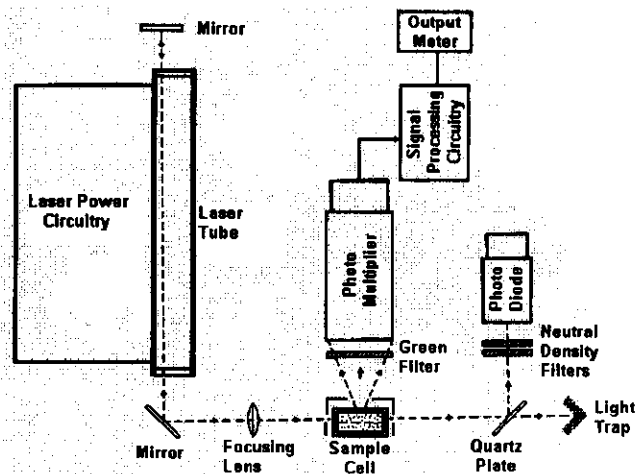 Mirror
Output
Meter
Signal
Processing
Circuitry
Laser Power
Circuitry
Laser
Tube
Photo
Multiplier
Photo
Diode
Green
Filter
Neutral
Density
Filters
Mirror
Focusing
Lens
Sample
Cell
Quartz
Plate
Light
Trap